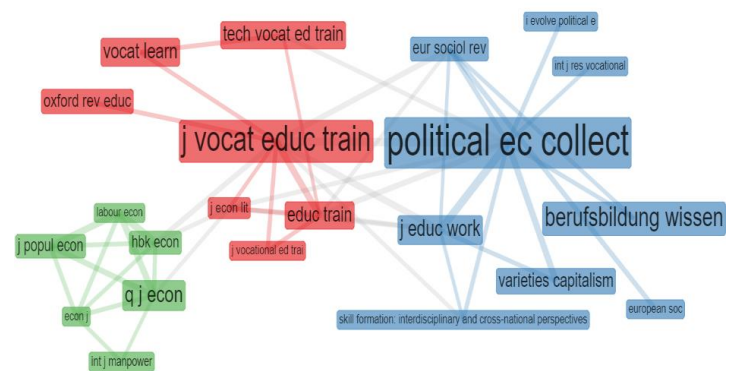 i evolve political e
tech vocat ed train
vocat learn
eur sociol rev
int j res vocational
oxford rev educ
j vocat educ train
political ec collect
labour econ
j econ lit
educ train
j popul econ
hbk econ
j educ work
berufsbildung wissen
j vocational ed trai
q j econ
varieties capitalism
econ j
skill formation: interdisciplinary and cross-national perspectives
european soc
int j manpower